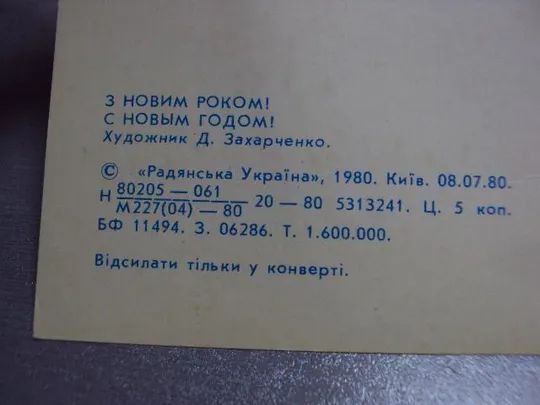 З НОВИМ РОКОМ!
С НОВЫМ ГОДОМ!
Художник Д. Захарченко.
© «Радянська Україна», 1980. Київ. 08.07.80.
Н 80205 — 061 / М227(04) — 80 20 — 80 5313241. Ц. 5 коп.
БФ 11494. З. 06286. Т. 1.600.000.
Відсилати тільки у конверті.